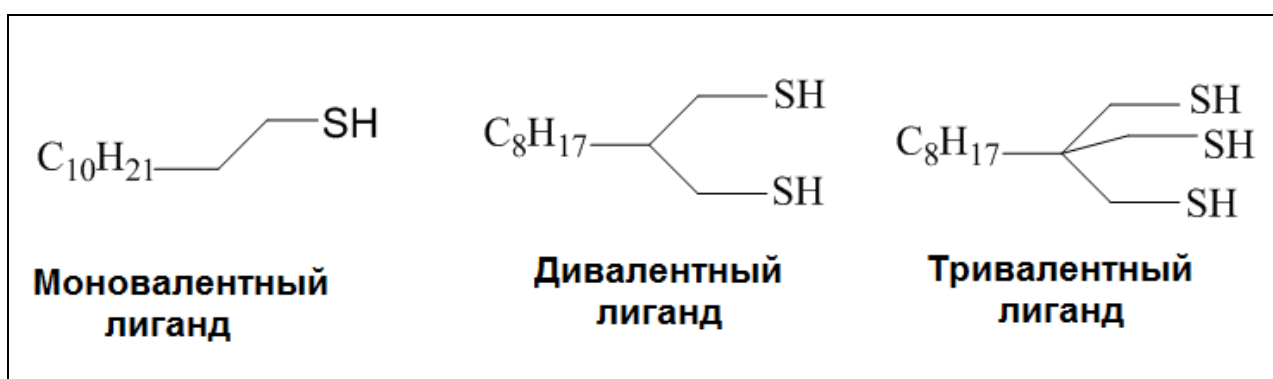 C₁₀H₂₁ SH
Моновалентный
лиганд
C₈H₁₇ SH
SH
Дивалентный
лиганд
C₈H₁₇ SH
SH
SH
Тривалентный
лиганд